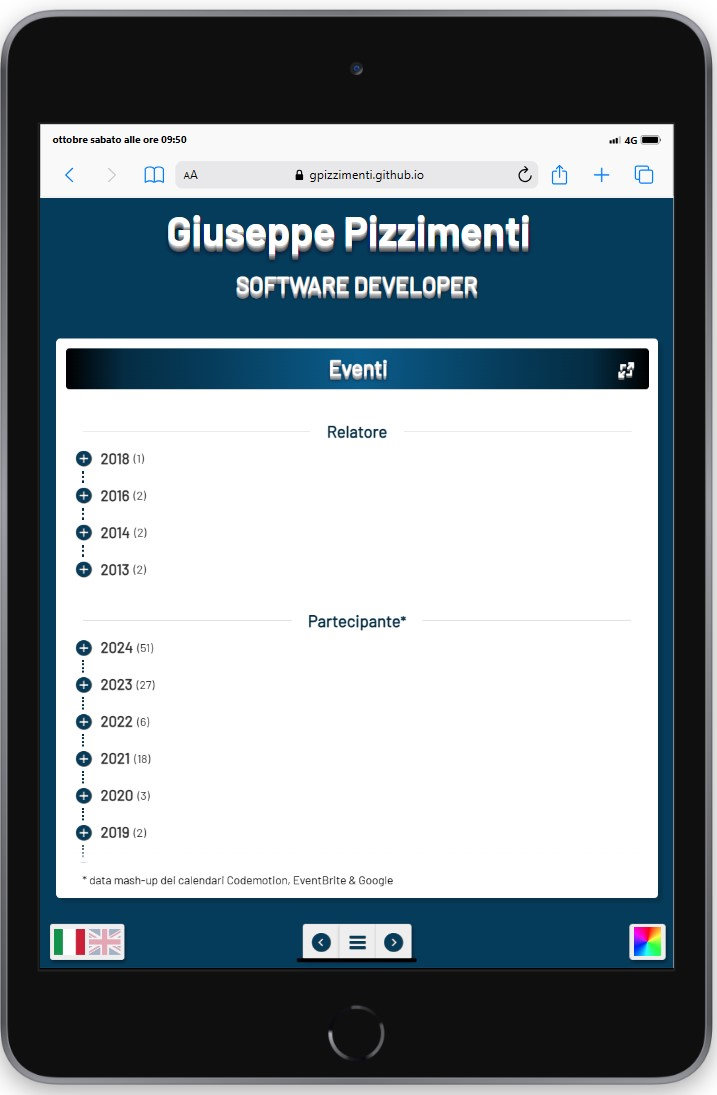 ottobre sabato alle ore 09:50
4G
AA
gpizzimenti.github.io
Giuseppe Pizzimenti
SOFTWARE DEVELOPER
Eventi
Relatore
2018 (1)
2016 (2)
2014 (2)
2013 (2)
Partecipante*
2024 (51)
2023 (27)
2022 (6)
2021 (18)
2020 (3)
2019 (2)
* data mash-up dei calendari Codemotion, EventBrite & Google